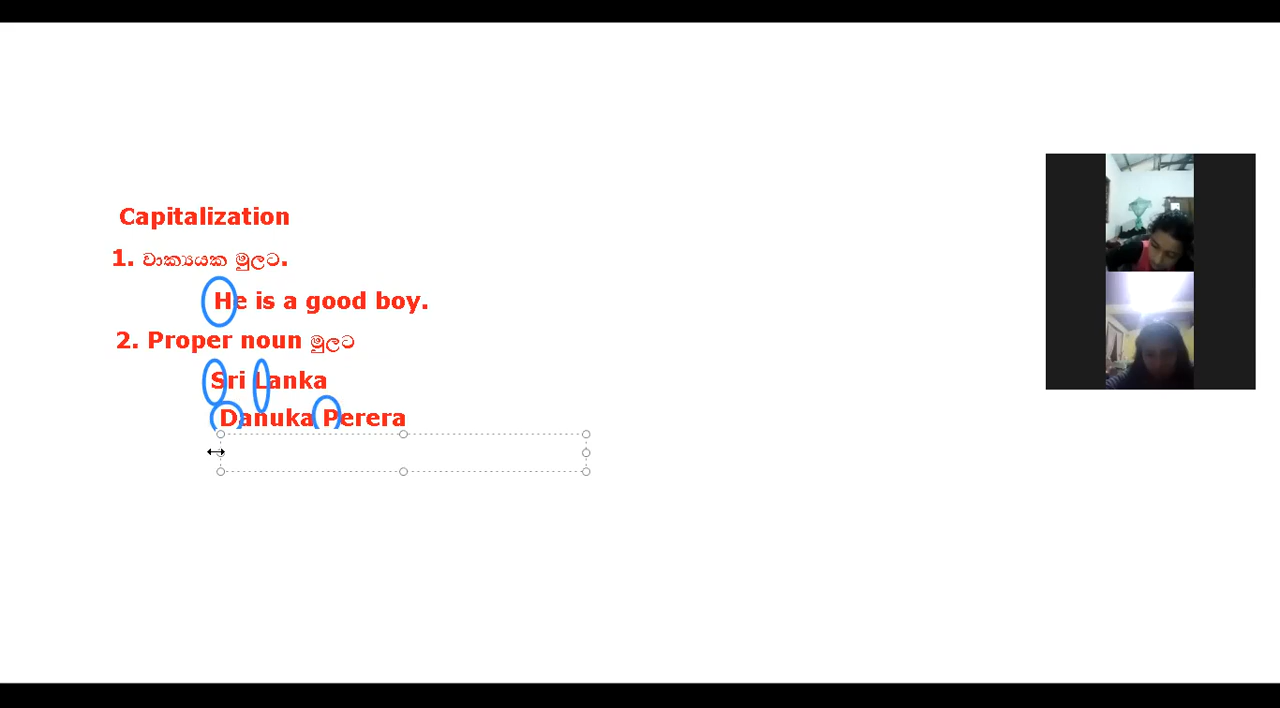 Capitalization
1. වාක්‍යයක මුලට.
He is a good boy.
2. Proper noun මුලට
Sri Lanka
Danuka Perera